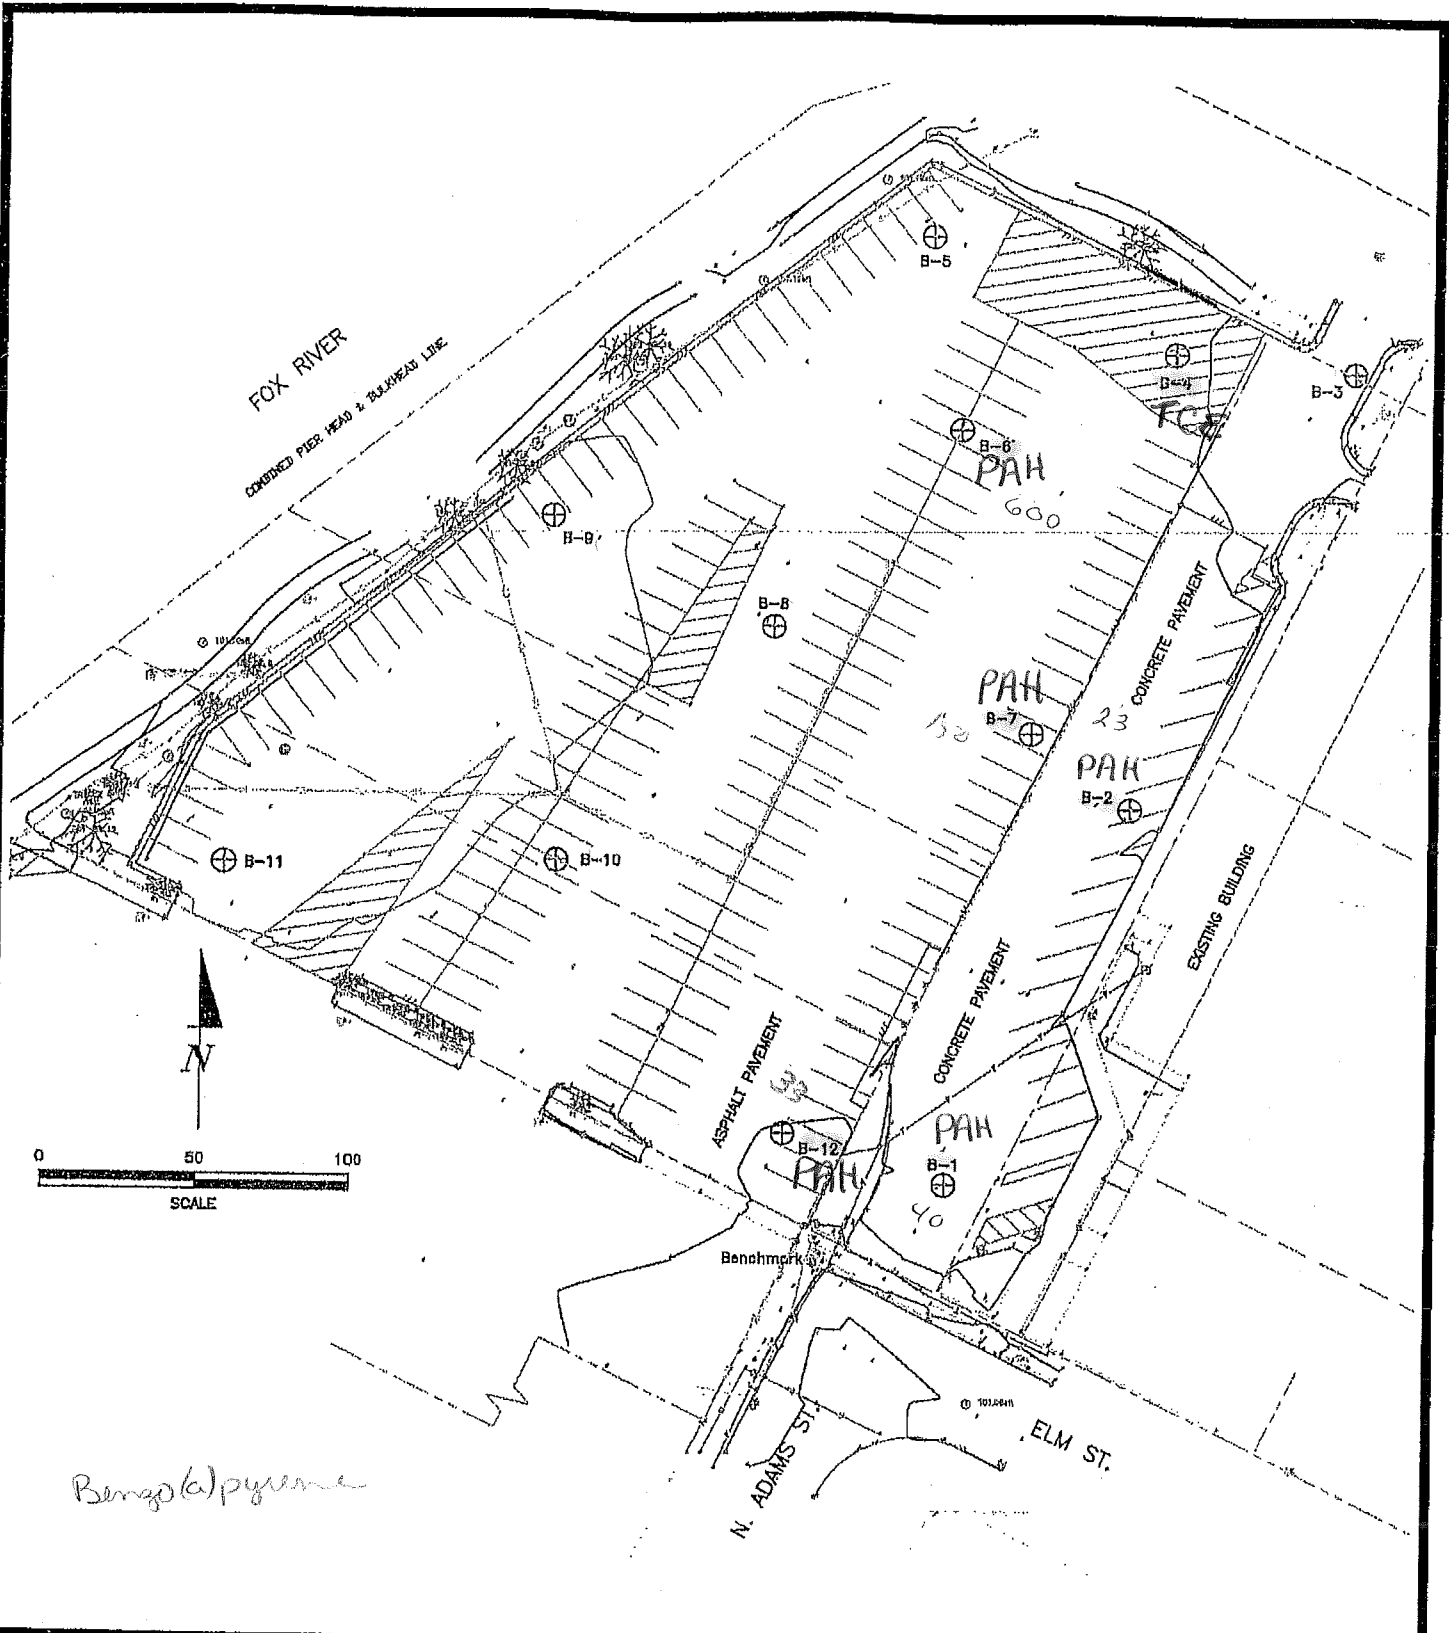 FOX RIVER
COMBINED PIER HEAD & BULKHEAD LINE
B-5
B-4
TCE
B-3
B-6
PAH
600
B-9
B-8
CONCRETE PAVEMENT
PAH
B-7
23
PAH
B-2
B-11
B-10
EXISTING BUILDING
N
CONCRETE PAVEMENT
ASPHALT PAVEMENT
38
B-12
PAH
PAH
B-1
40
0 50 100
SCALE
Benchmark
ELM ST.
N. ADAMS ST.
Benzo(a)pyrene